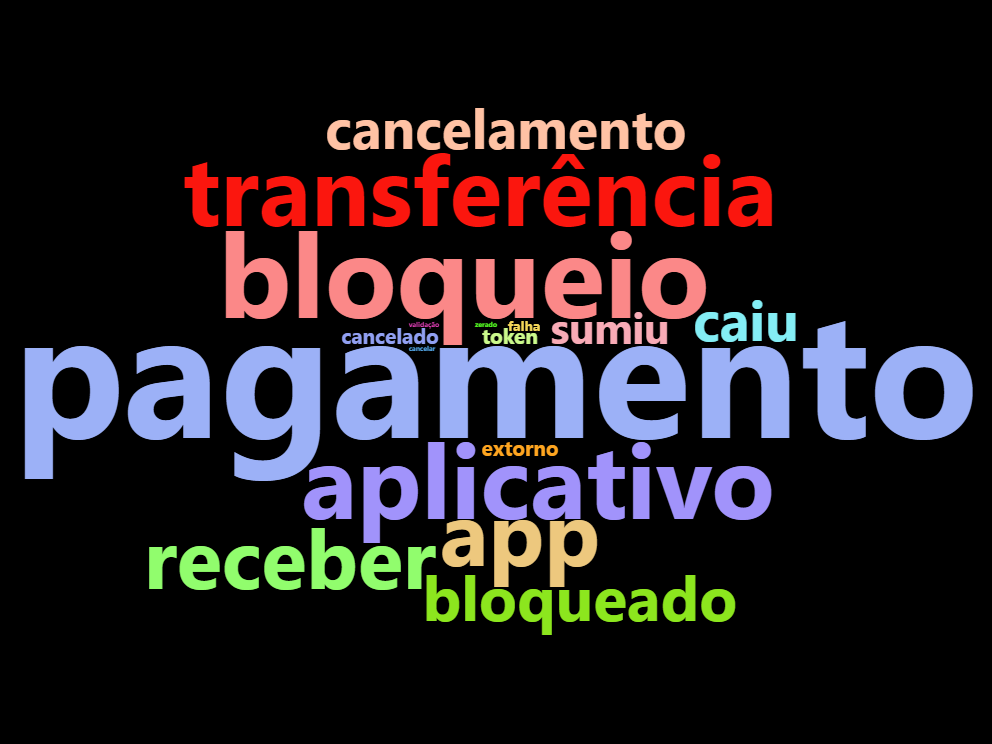 cancelamento
transferência
bloqueio
sumiu
caiu
validação
zerado
falha
cancelado
token
cancelar
pagamento
extorno
aplicativo
app
receber
bloqueado